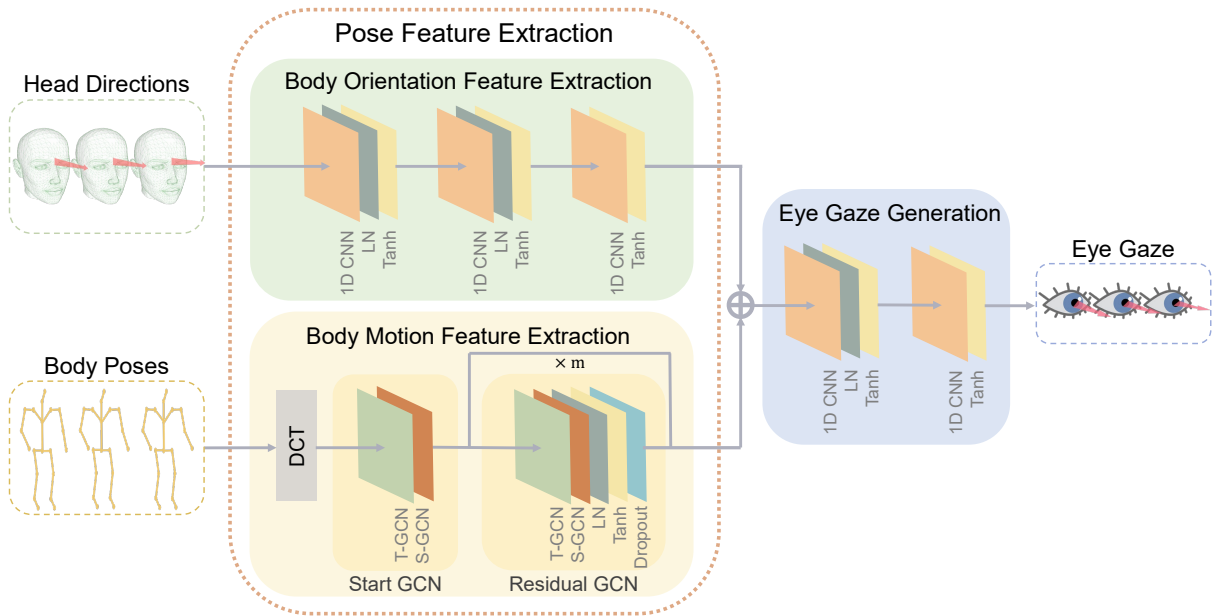 Pose Feature Extraction
Head Directions
Body Orientation Feature Extraction
1D CNN
LN
Tanh
1D CNN
LN
Tanh
1D CNN
Tanh
Body Poses
Body Motion Feature Extraction
× m
DCT
T-GCN
S-GCN
Start GCN
T-GCN
S-GCN
LN
Tanh
Dropout
Residual GCN
Eye Gaze Generation
1D CNN
LN
Tanh
1D CNN
Tanh
Eye Gaze